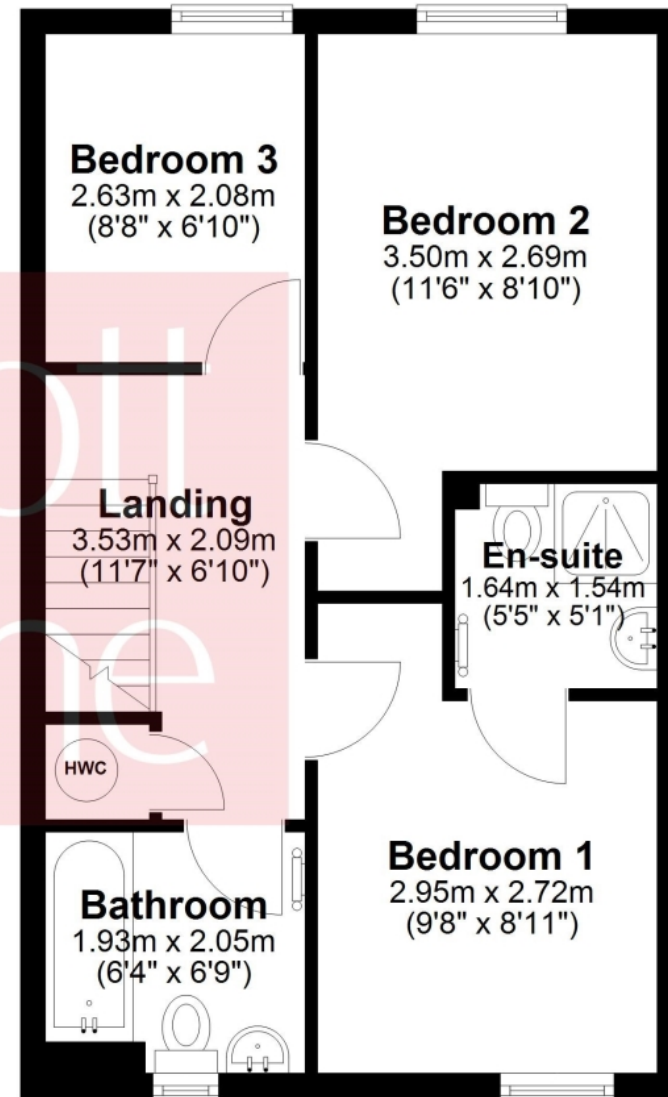 Bedroom 3
2.63m x 2.08m
(8'8" x 6'10")
Bedroom 2
3.50m x 2.69m
(11'6" x 8'10")
Landing
3.53m x 2.09m
(11'7" x 6'10")
En-suite
1.64m x 1.54m
(5'5" x 5'1")
HWC
Bedroom 1
2.95m x 2.72m
(9'8" x 8'11")
Bathroom
1.93m x 2.05m
(6'4" x 6'9")